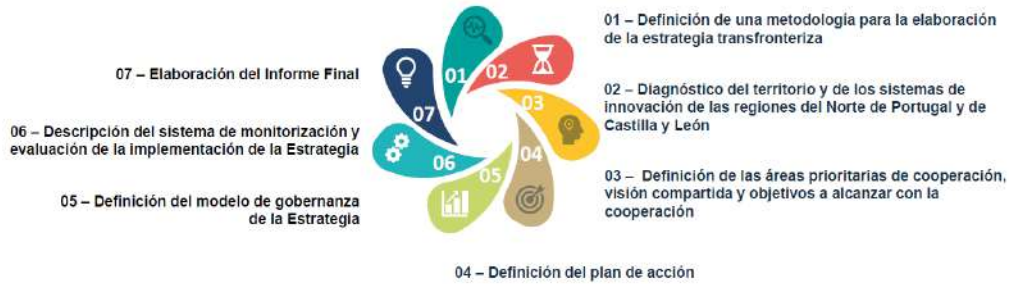 01 – Definición de una metodología para la elaboración
de la estrategia transfronteriza
02 – Diagnóstico del territorio y de los sistemas de
innovación de las regiones del Norte de Portugal y de
Castilla y León
03 – Definición de las áreas prioritarias de cooperación,
visión compartida y objetivos a alcanzar con la
cooperación
04 – Definición del plan de acción
05 – Definición del modelo de gobernanza
de la Estrategia
06 – Descripción del sistema de monitorización y
evaluación de la implementación de la Estrategia
07 – Elaboración del Informe Final
01
02
03
04
05
06
07